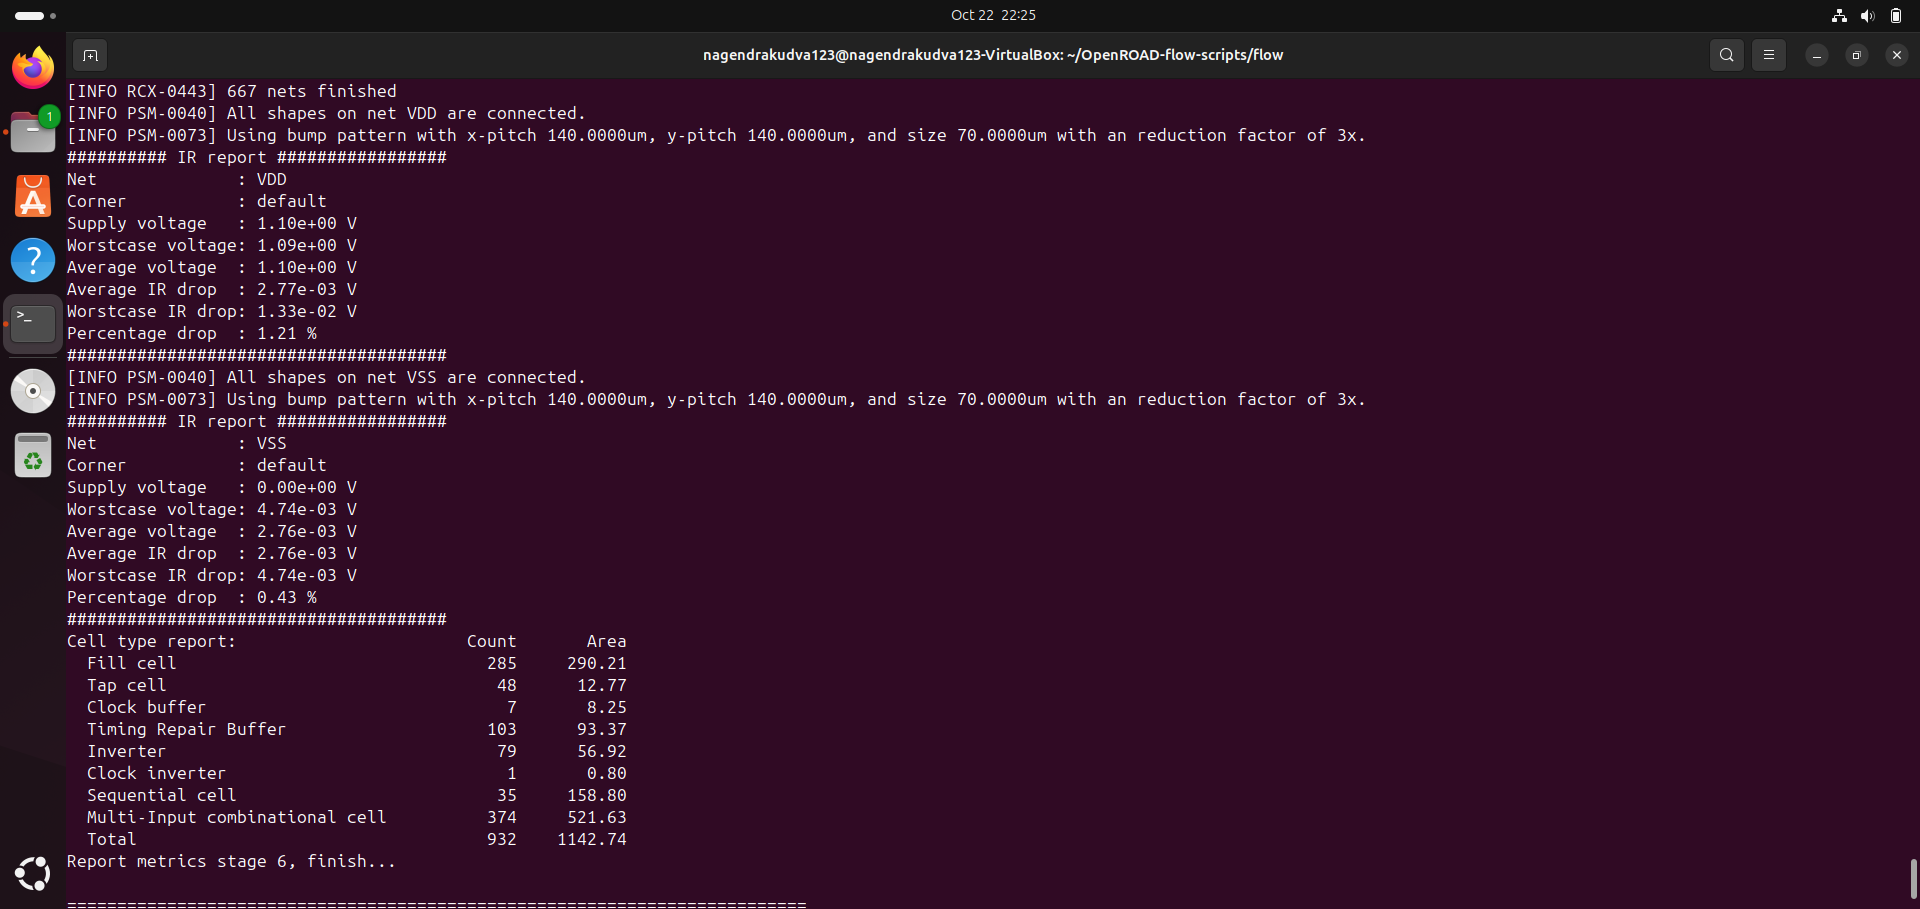 Oct 22 22:25
nagendrakudva123@nagendrakudva123-VirtualBox: ~/OpenROAD-flow-scripts/flow
1
[INFO RCX-0443] 667 nets finished
[INFO PSM-0040] All shapes on net VDD are connected.
[INFO PSM-0073] Using bump pattern with x-pitch 140.0000um, y-pitch 140.0000um, and size 70.0000um with an reduction factor of 3x.
########## IR report #################
Net              : VDD
Corner           : default
Supply voltage   : 1.10e+00 V
Worstcase voltage: 1.09e+00 V
Average voltage  : 1.10e+00 V
Average IR drop  : 2.77e-03 V
Worstcase IR drop: 1.33e-02 V
Percentage drop  : 1.21 %
######################################
[INFO PSM-0040] All shapes on net VSS are connected.
[INFO PSM-0073] Using bump pattern with x-pitch 140.0000um, y-pitch 140.0000um, and size 70.0000um with an reduction factor of 3x.
########## IR report #################
Net              : VSS
Corner           : default
Supply voltage   : 0.00e+00 V
Worstcase voltage: 4.74e-03 V
Average voltage  : 2.76e-03 V
Average IR drop  : 2.76e-03 V
Worstcase IR drop: 4.74e-03 V
Percentage drop  : 0.43 %
######################################
Cell type report:                       Count       Area
  Fill cell                               285     290.21
  Tap cell                                 48      12.77
  Clock buffer                              7       8.25
  Timing Repair Buffer                    103      93.37
  Inverter                                 79      56.92
  Clock inverter                            1       0.80
  Sequential cell                          35     158.80
  Multi-Input combinational cell          374     521.63
  Total                                   932    1142.74
Report metrics stage 6, finish...
==========================================================================